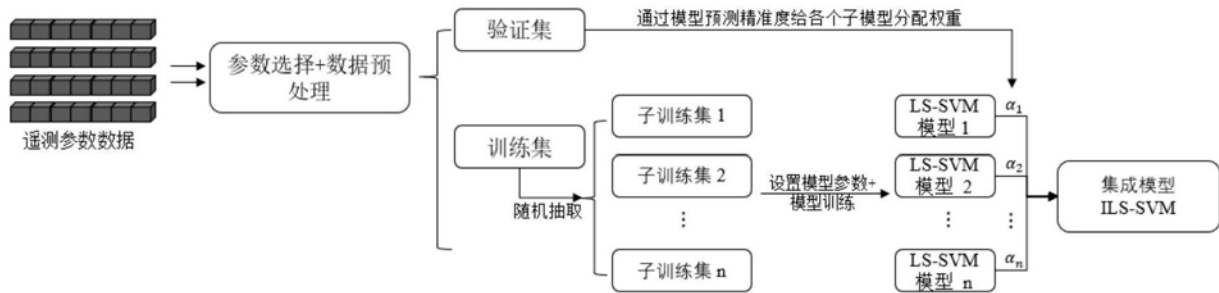 通过模型预测精准度给各个子模型分配权重
验证集
参数选择+数据预
处理
遥测参数数据
训练集
随机抽取
子训练集 1
子训练集 2
⋮
子训练集 n
设置模型参数+
模型训练
LS-SVM
模型 1
α₁
LS-SVM
模型 2
α₂
⋮
⋮
LS-SVM
模型 n
αₙ
集成模型
ILS-SVM